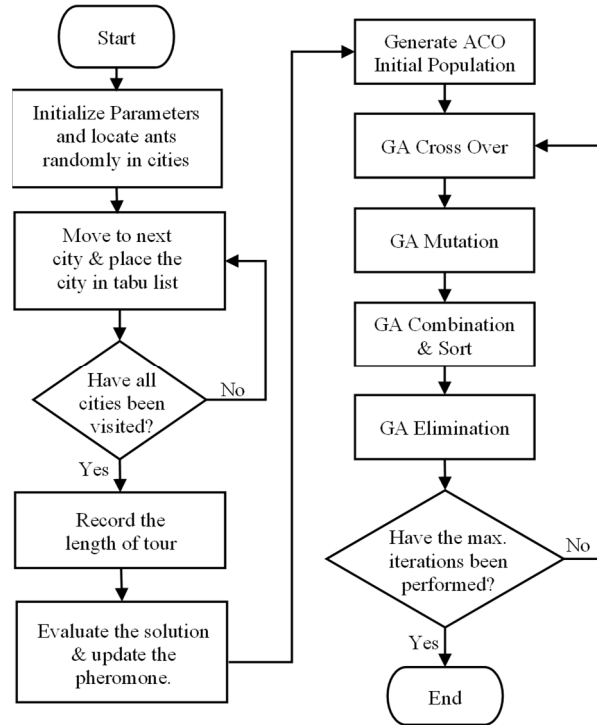 Start
Initialize Parameters
and locate ants
randomly in cities
Move to next
city & place the
city in tabu list
Have all
cities been
visited?
No
Yes
Record the
length of tour
Evaluate the solution
& update the
pheromone.
Generate ACO
Initial Population
GA Cross Over
GA Mutation
GA Combination
& Sort
GA Elimination
Have the max.
iterations been
performed?
No
Yes
End